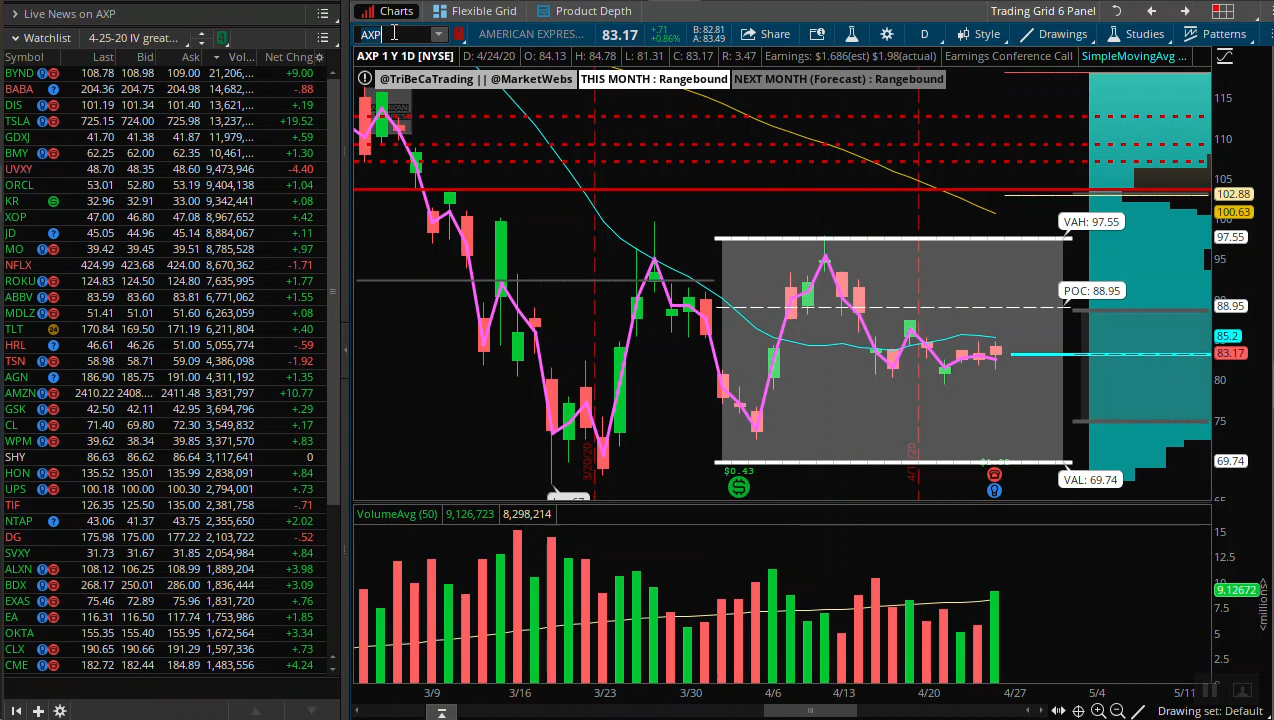 Live News on AXP
Watchlist 4-25-20 IV great... 4
Symbol Last Bid Ask Vol... Net Chng
BYND 108.78 108.98 109.00 21,206,... +9.00
BABA 204.36 204.75 204.98 14,682,... -.88
DIS 101.19 101.34 101.40 13,621,... +.19
TSLA 725.15 724.00 725.98 13,237,... +19.52
GDXJ 41.70 41.38 41.87 11,979,... +.59
BMY 62.25 62.00 62.35 10,461,... +1.30
UVXY 48.70 48.35 48.60 9,473,946 -4.40
ORCL 53.01 52.80 53.19 9,404,138 +1.04
KR 32.96 32.91 33.00 9,342,441 +.08
XOP 47.00 46.80 47.08 8,967,652 +.42
JD 45.05 44.96 45.14 8,884,067 +.11
MO 39.42 39.45 39.51 8,785,528 +.97
NFLX 424.99 423.68 424.00 8,670,362 -1.71
ROKU 124.83 124.50 124.80 7,635,995 +1.77
ABBV 83.59 83.60 83.81 6,771,062 +1.55
MDLZ 51.41 51.01 51.60 6,263,059 +.08
TLT 170.84 169.50 171.19 6,211,804 +.40
HRL 46.61 46.26 51.00 5,055,774 -.59
TSN 58.98 58.71 59.09 4,386,098 -1.92
AGN 186.90 185.75 191.00 4,311,192 +1.35
AMZN 2410.22 2408.... 2411.48 3,831,797 +10.77
GSK 42.50 42.11 42.95 3,694,796 +.29
CL 71.40 69.80 72.30 3,549,832 +.17
WPM 39.62 38.34 39.85 3,371,570 +.83
SHY 86.63 86.62 86.64 3,117,641 0
HON 135.52 135.01 135.59 2,838,091 +.84
UPS 100.18 100.00 100.30 2,794,001 +.73
TIF 126.35 125.50 130.00 2,381,758 -.71
NTAP 43.06 41.37 43.75 2,355,650 +2.02
DG 175.98 175.00 177.22 2,103,722 -.52
SVXY 31.73 31.67 31.85 2,054,984 +.84
ALXN 108.12 106.25 108.99 1,889,204 +3.98
BDX 268.17 250.01 286.00 1,836,444 +3.09
EXAS 75.46 72.89 75.96 1,831,720 +.76
EA 116.31 116.50 117.74 1,753,986 +1.85
OKTA 155.35 155.40 155.95 1,672,564 +3.34
CLX 190.65 190.66 191.29 1,597,336 +.73
CME 182.72 182.44 184.89 1,483,556 +4.24
Charts Flexible Grid Product Depth Trading Grid 6 Panel
AXP AMERICAN EXPRE... 83.17 +.71 +0.86% B: 82.81 A: 83.49 Share D Style Drawings Studies Patterns
AXP 1 Y 1D [NYSE] D: 4/24/20 O: 84.13 H: 84.78 L: 81.31 C: 83.17 R: 3.47 Earnings: $1.686(est) $1.98(actual) Earnings Conference Call SimpleMovingAvg ...
@TriBeCaTrading || @MarketWebs THIS MONTH : Rangebound NEXT MONTH (Forecast) : Rangebound
115
110
105
102.88
100.63
VAH: 97.55
97.55
95
POC: 88.95
88.95
85.2
83.17
80
75
69.74
VAL: 69.74
3/20/20
$0.43
$
VolumeAvg (50) 9,126,723 8,298,214
15
12.5
9.12672
7.5
5
2.5
<millions>
3/9 3/16 3/23 3/30 4/6 4/13 4/20 4/27 5/4 5/11
Drawing set: Default